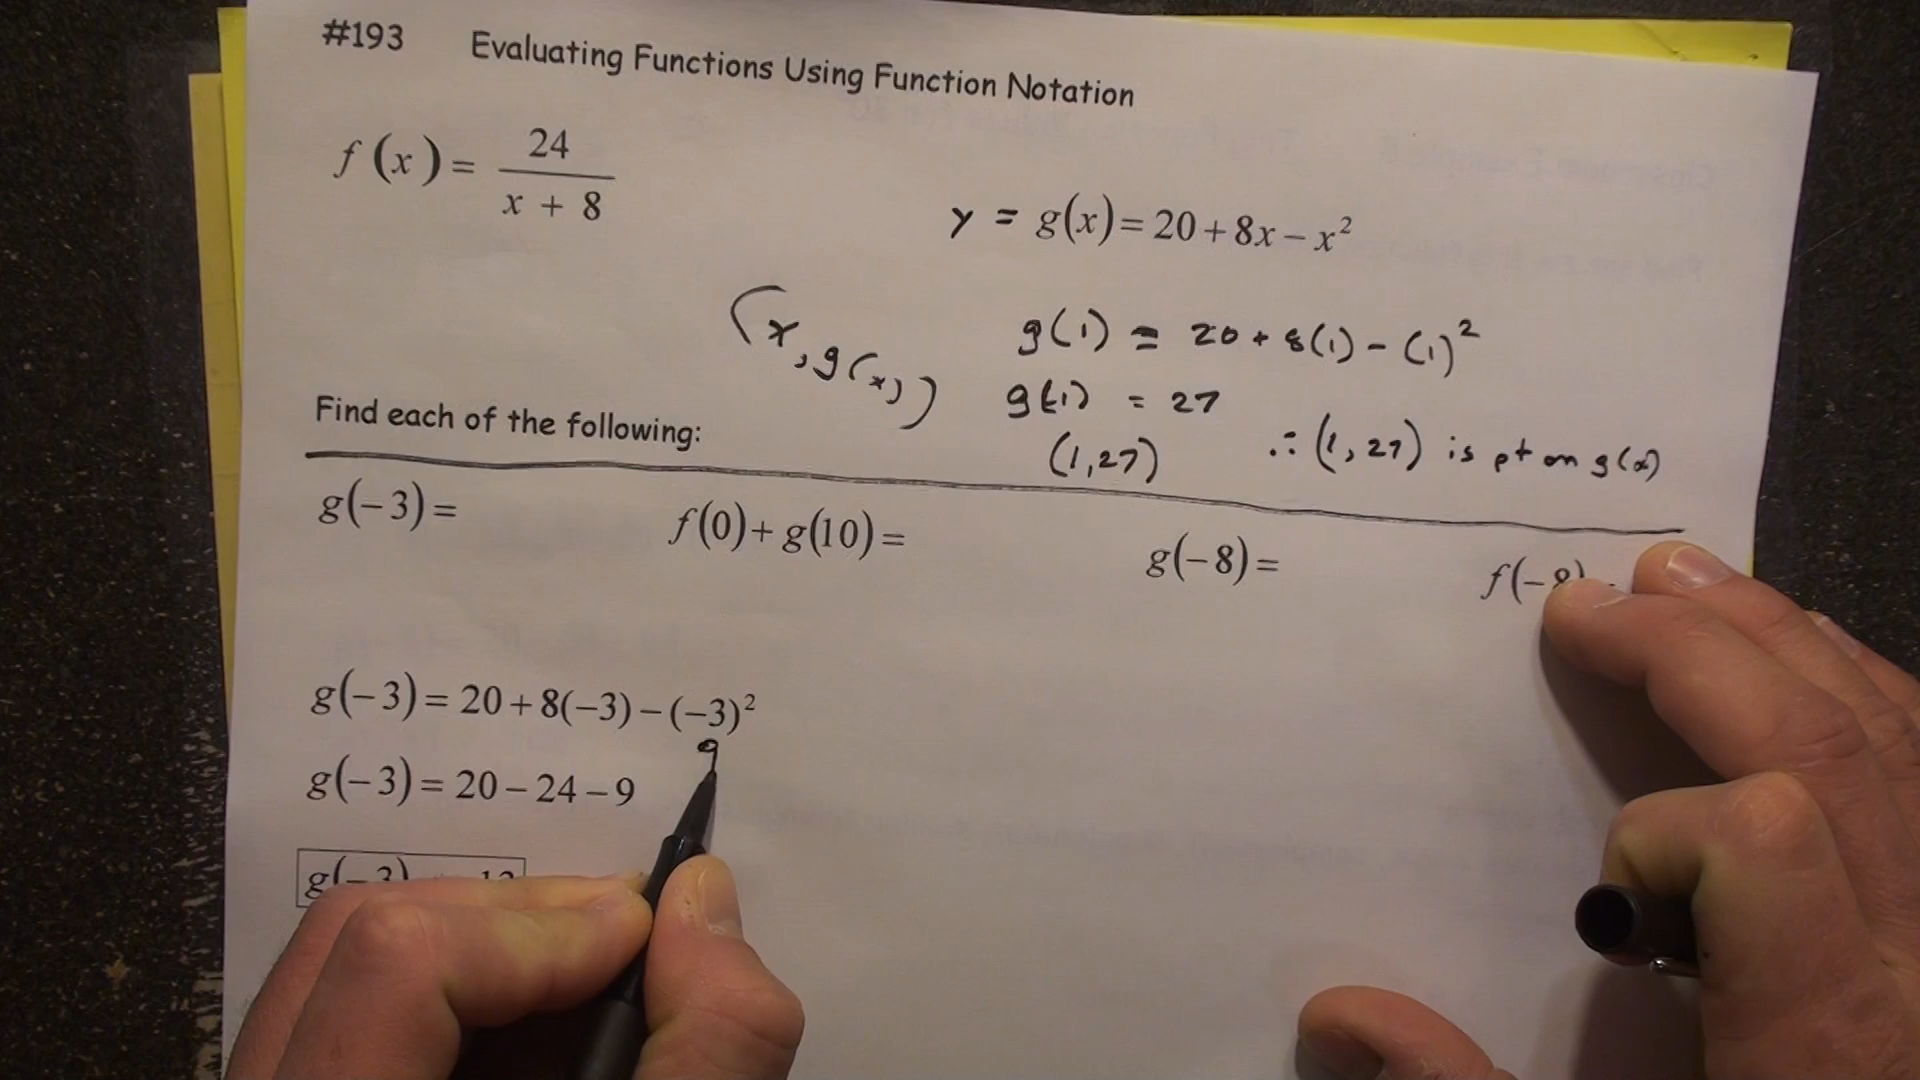 #193 Evaluating Functions Using Function Notation
f(x) = 24 / (x + 8)
y = g(x) = 20 + 8x − x²
(x, g(x))
g(1) = 20 + 8(1) − (1)²
g(1) = 27
(1,27) ∴ (1,27) is pt on g(x)
Find each of the following:
g(−3) = f(0) + g(10) = g(−8) = f(−8)
g(−3) = 20 + 8(−3) − (−3)²
9
g(−3) = 20 − 24 − 9
g(−3)